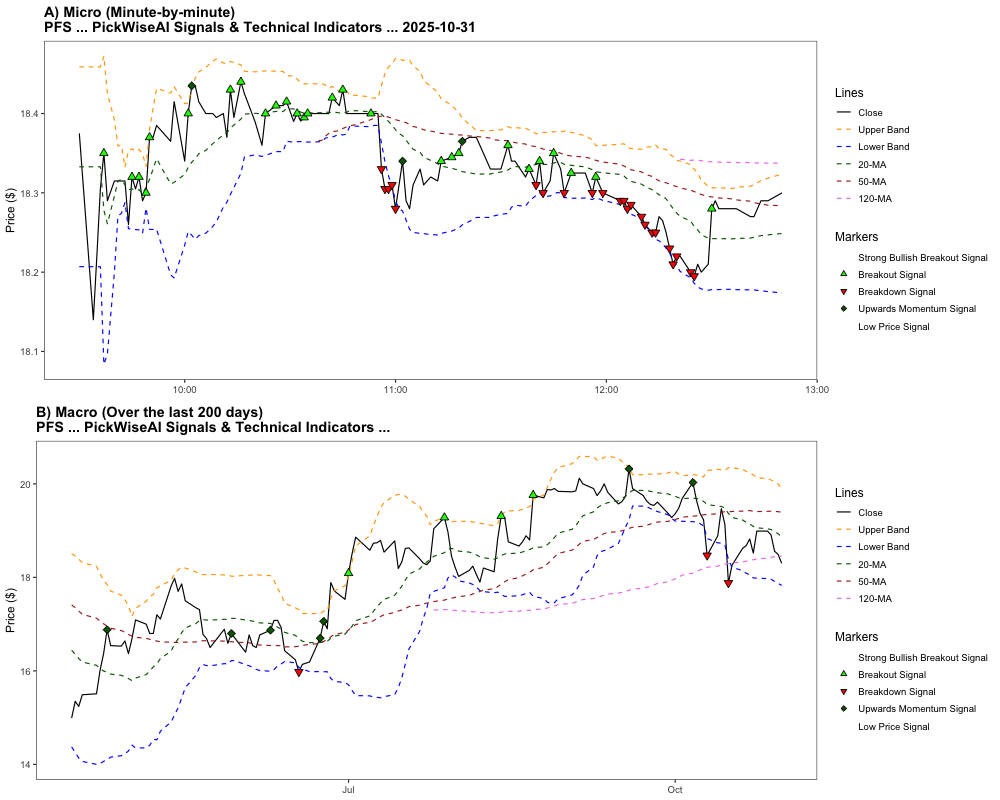 A) Micro (Minute-by-minute)
PFS ... PickWiseAI Signals & Technical Indicators ... 2025-10-31
Price ($)
18.4
18.3
18.2
18.1
10:00
11:00
12:00
13:00
Lines
Close
Upper Band
Lower Band
20-MA
50-MA
120-MA
Markers
Strong Bullish Breakout Signal
Breakout Signal
Breakdown Signal
Upwards Momentum Signal
Low Price Signal
B) Macro (Over the last 200 days)
PFS ... PickWiseAI Signals & Technical Indicators ...
Price ($)
20
18
16
14
Jul
Oct
Lines
Close
Upper Band
Lower Band
20-MA
50-MA
120-MA
Markers
Strong Bullish Breakout Signal
Breakout Signal
Breakdown Signal
Upwards Momentum Signal
Low Price Signal